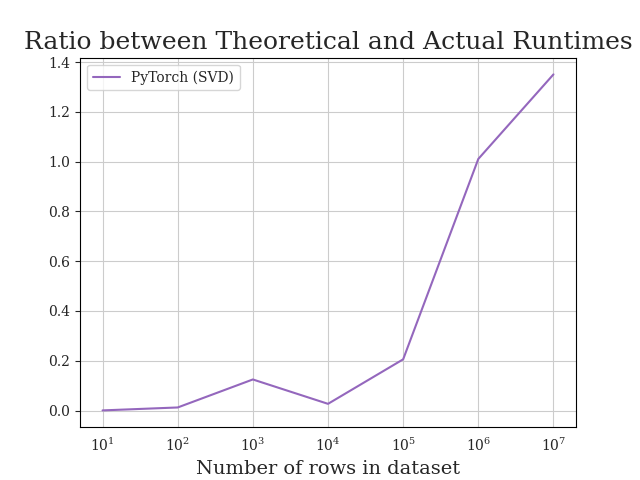 Ratio between Theoretical and Actual Runtimes
PyTorch (SVD)
1.4
1.2
1.0
0.8
0.6
0.4
0.2
0.0
10¹ 10² 10³ 10⁴ 10⁵ 10⁶ 10⁷
Number of rows in dataset